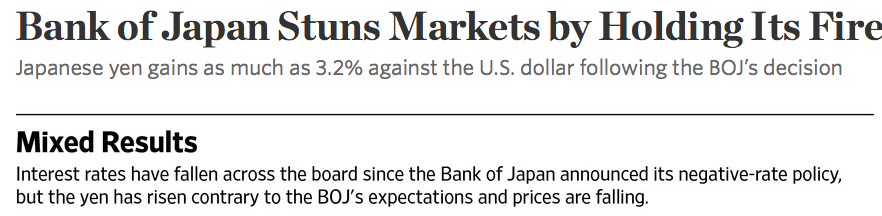 Bank of Japan Stuns Markets by Holding Its Fire
Japanese yen gains as much as 3.2% against the U.S. dollar following the BOJ's decision
Mixed Results
Interest rates have fallen across the board since the Bank of Japan announced its negative-rate policy,
but the yen has risen contrary to the BOJ's expectations and prices are falling.